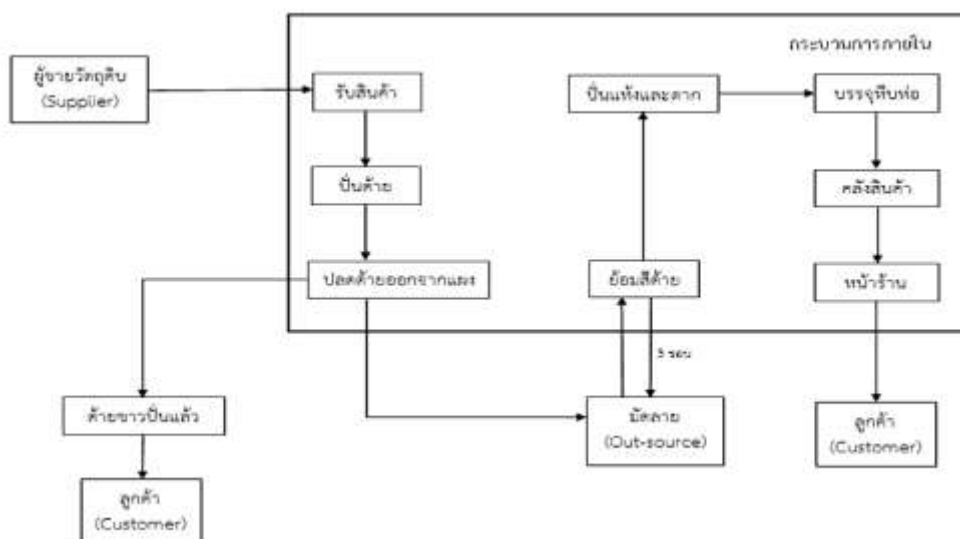 กระบวนการภายใน
ผู้ขายวัตถุดิบ
(Supplier)
รับสินค้า
ปั่นด้าย
ปลดด้ายออกจากแผง
ด้ายขาวปั่นแล้ว
ลูกค้า
(Customer)
ปั่นแห้งและตาก
ย้อมสีด้าย
3 รอบ
มัดลาย
(Out-source)
บรรจุหีบห่อ
คลังสินค้า
หน้าร้าน
ลูกค้า
(Customer)